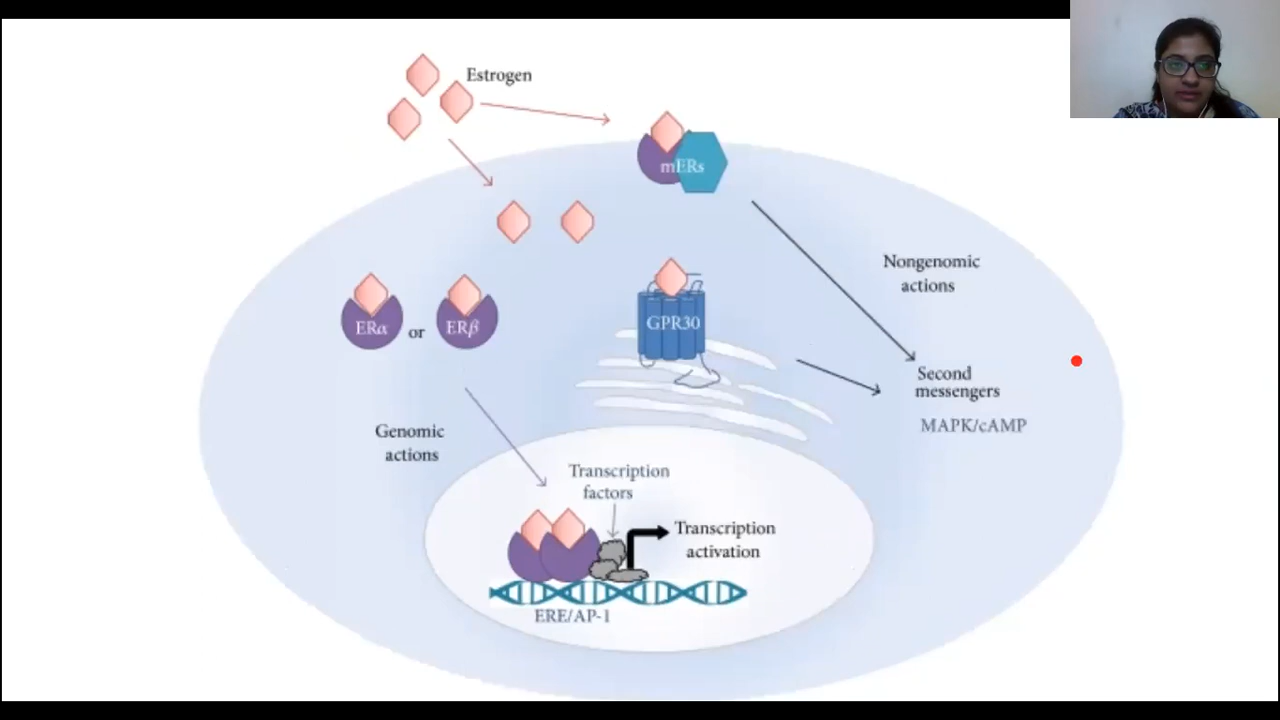 Estrogen
mERs
Nongenomic
actions
GPR30
ERα or ERβ
Second
messengers
MAPK/cAMP
Genomic
actions
Transcription
factors
Transcription
activation
ERE/AP-1